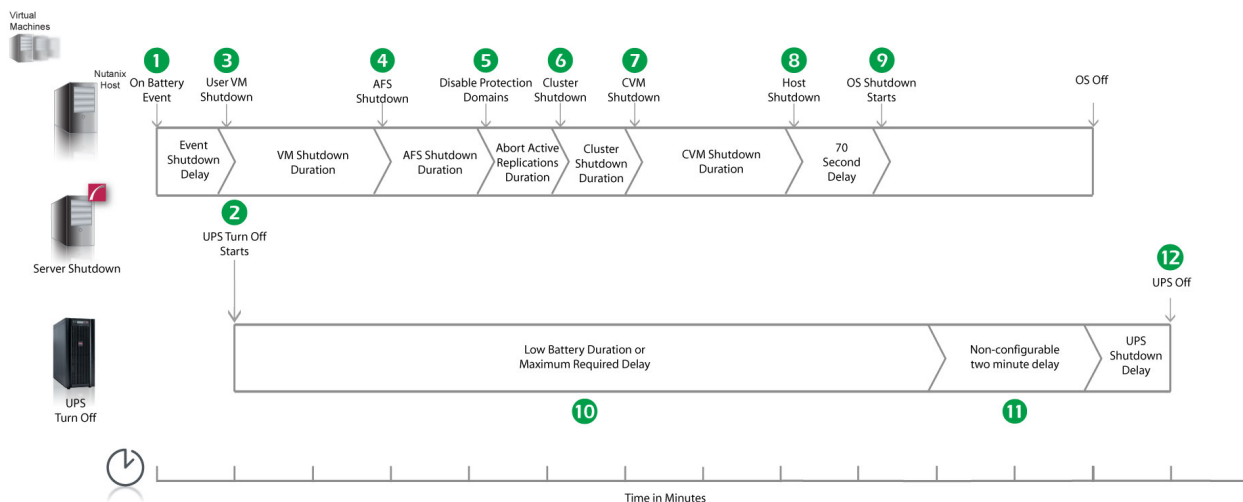 Virtual
Machines
Nutanix
Host
1
On Battery
Event
3
User VM
Shutdown
4
AFS
Shutdown
5
Disable Protection
Domains
6
Cluster
Shutdown
7
CVM
Shutdown
8
Host
Shutdown
9
OS Shutdown
Starts
OS Off
Event
Shutdown
Delay
VM Shutdown
Duration
AFS Shutdown
Duration
Abort Active
Replications
Duration
Cluster
Shutdown
Duration
CVM Shutdown
Duration
70
Second
Delay
Server Shutdown
2
UPS Turn Off
Starts
12
UPS Off
UPS
Turn Off
Low Battery Duration or
Maximum Required Delay
Non-configurable
two minute delay
UPS
Shutdown
Delay
10
11
Time in Minutes